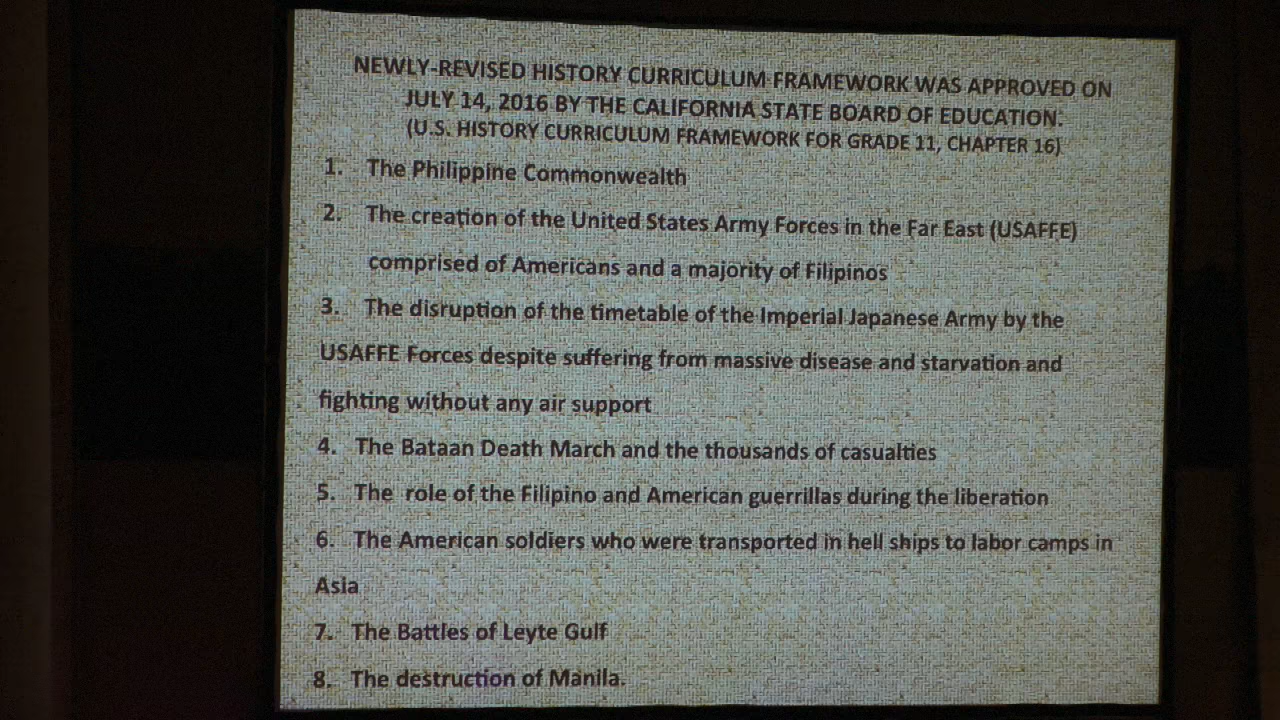 NEWLY-REVISED HISTORY CURRICULUM FRAMEWORK WAS APPROVED ON
JULY 14, 2016 BY THE CALIFORNIA STATE BOARD OF EDUCATION.
(U.S. HISTORY CURRICULUM FRAMEWORK FOR GRADE 11, CHAPTER 16)
1. The Philippine Commonwealth
2. The creation of the United States Army Forces in the Far East (USAFFE)
comprised of Americans and a majority of Filipinos
3. The disruption of the timetable of the Imperial Japanese Army by the
USAFFE Forces despite suffering from massive disease and starvation and
fighting without any air support
4. The Bataan Death March and the thousands of casualties
5. The role of the Filipino and American guerrillas during the liberation
6. The American soldiers who were transported in hell ships to labor camps in
Asia
7. The Battles of Leyte Gulf
8. The destruction of Manila.